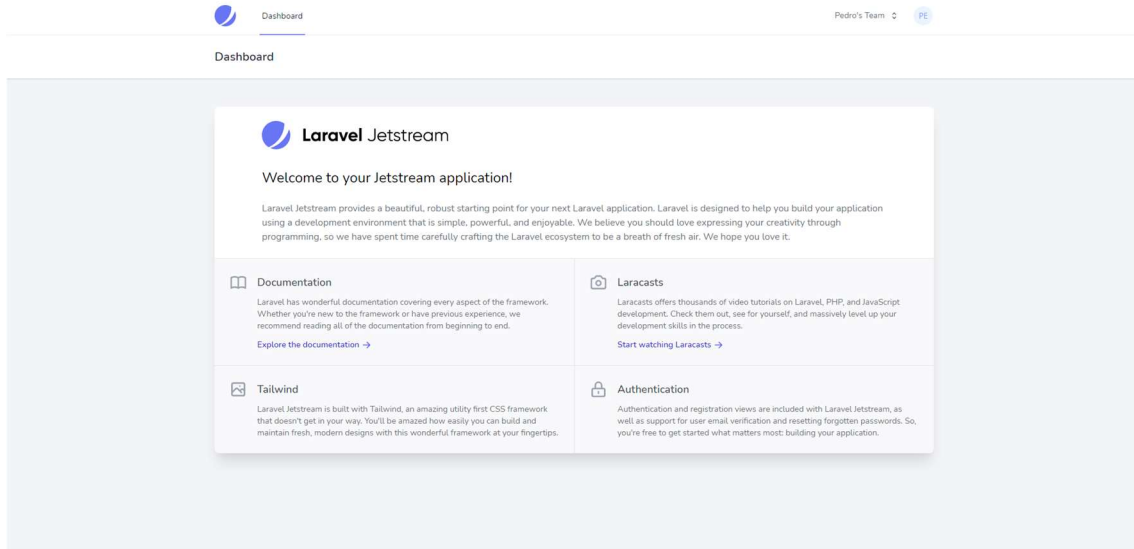 Dashboard
Pedro's Team
PE
Dashboard
Laravel Jetstream
Welcome to your Jetstream application!
Laravel Jetstream provides a beautiful, robust starting point for your next Laravel application. Laravel is designed to help you build your application
using a development environment that is simple, powerful, and enjoyable. We believe you should love expressing your creativity through
programming, so we have spent time carefully crafting the Laravel ecosystem to be a breath of fresh air. We hope you love it.
Documentation
Laravel has wonderful documentation covering every aspect of the framework.
Whether you're new to the framework or have previous experience, we
recommend reading all of the documentation from beginning to end.
Explore the documentation →
Laracasts
Laracasts offers thousands of video tutorials on Laravel, PHP, and JavaScript
development. Check them out, see for yourself, and massively level up your
development skills in the process.
Start watching Laracasts →
Tailwind
Laravel Jetstream is built with Tailwind, an amazing utility first CSS framework
that doesn't get in your way. You'll be amazed how easily you can build and
maintain fresh, modern designs with this wonderful framework at your fingertips.
Authentication
Authentication and registration views are included with Laravel Jetstream, as
well as support for user email verification and resetting forgotten passwords. So,
you're free to get started what matters most: building your application.